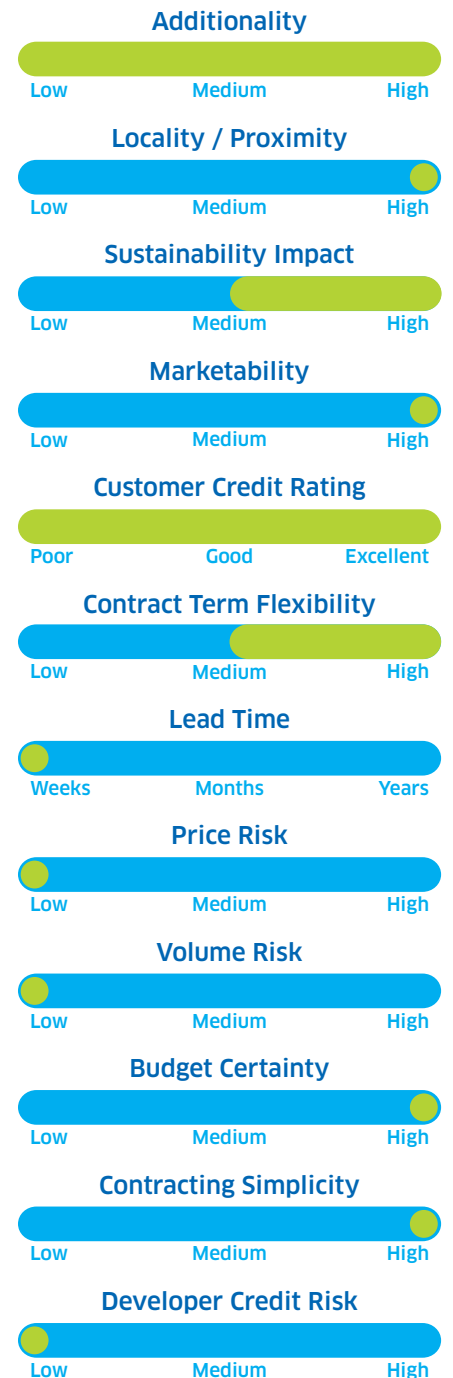 Additionality
Low Medium High
Locality / Proximity
Low Medium High
Sustainability Impact
Low Medium High
Marketability
Low Medium High
Customer Credit Rating
Poor Good Excellent
Contract Term Flexibility
Low Medium High
Lead Time
Weeks Months Years
Price Risk
Low Medium High
Volume Risk
Low Medium High
Budget Certainty
Low Medium High
Contracting Simplicity
Low Medium High
Developer Credit Risk
Low Medium High